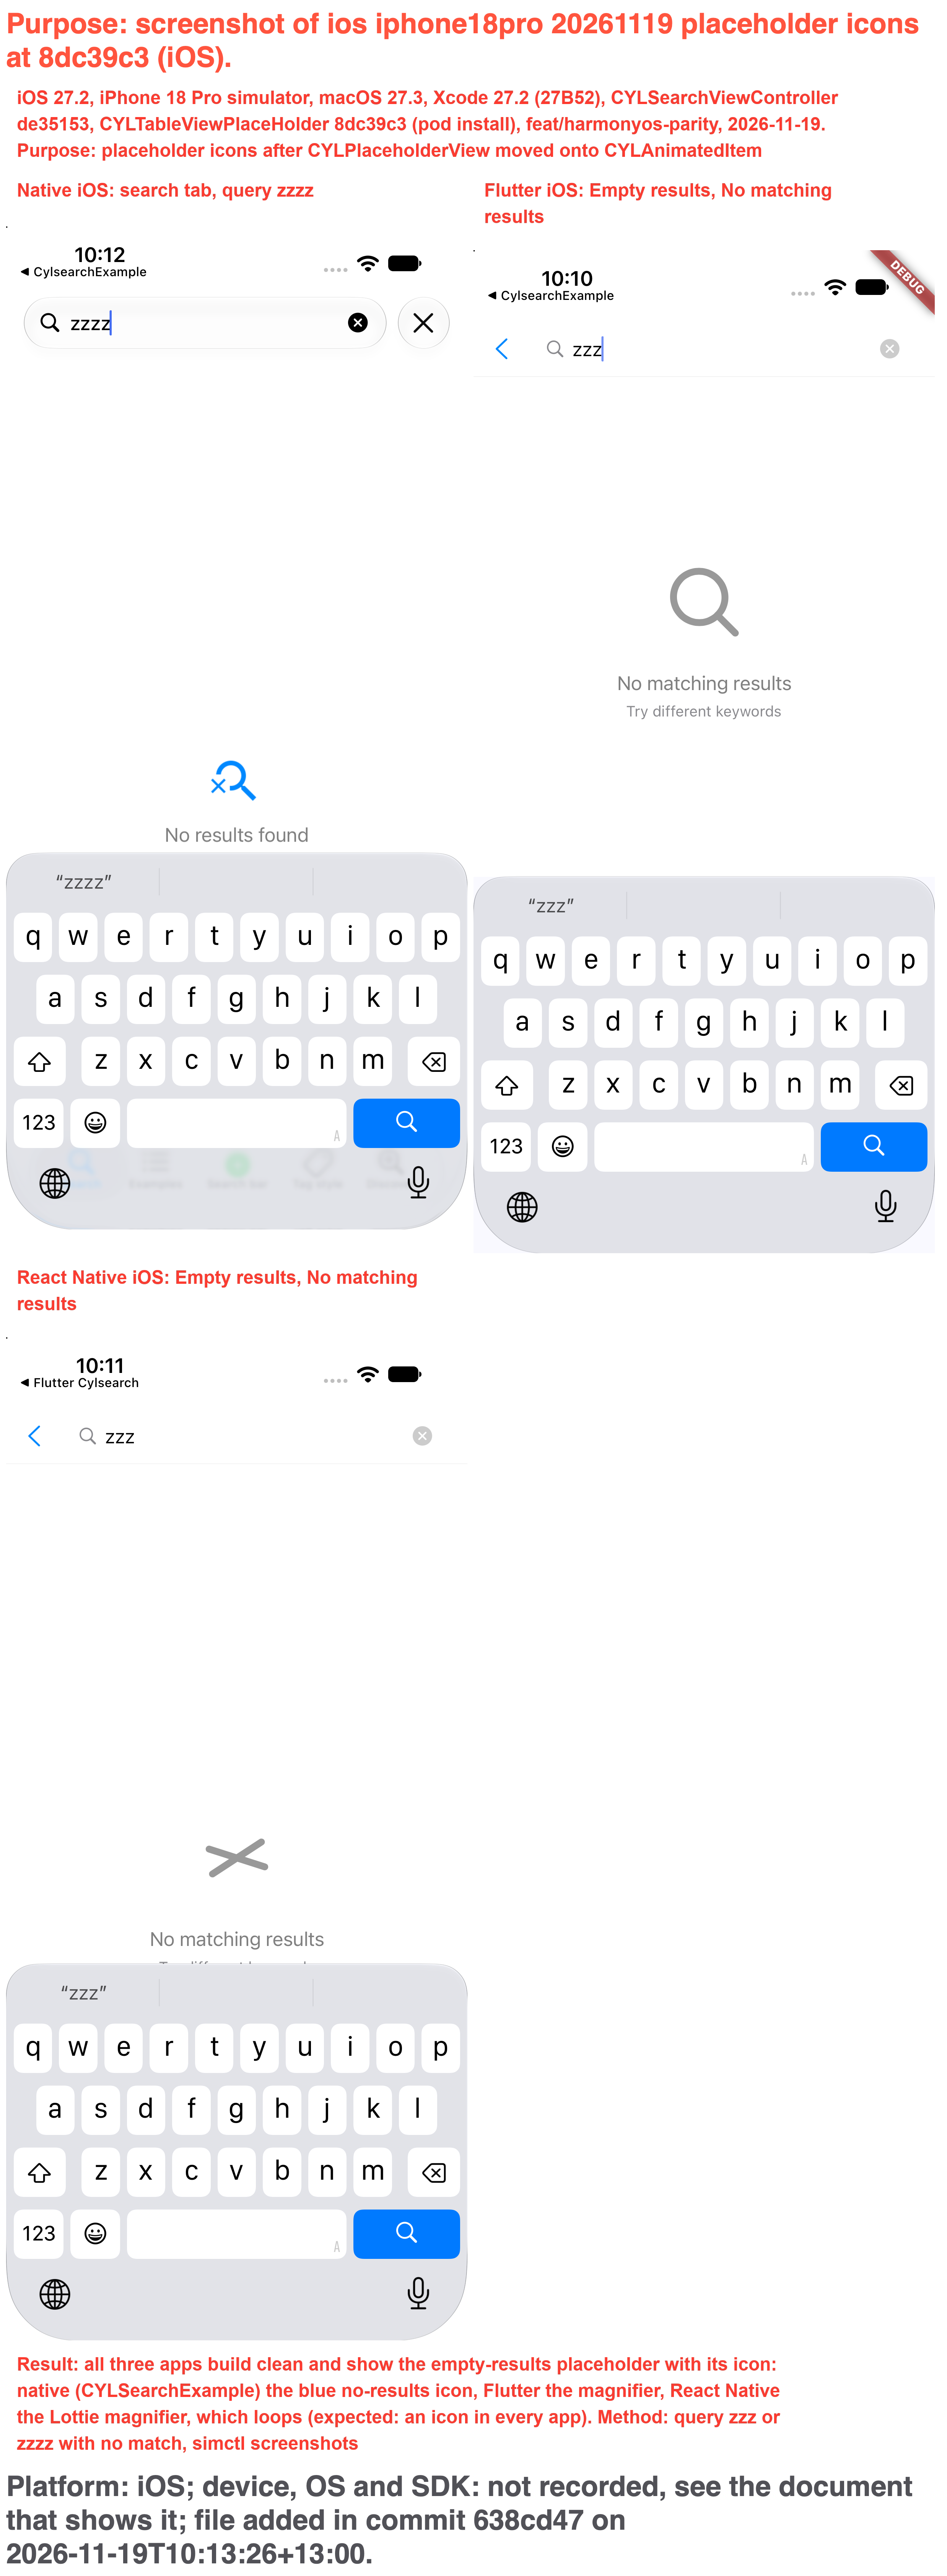 Purpose: screenshot of ios iphone18pro 20261119 placeholder icons
at 8dc39c3 (iOS).
iOS 27.2, iPhone 18 Pro simulator, macOS 27.3, Xcode 27.2 (27B52), CYLSearchViewController
de35153, CYLTableViewPlaceHolder 8dc39c3 (pod install), feat/harmonyos-parity, 2026-11-19.
Purpose: placeholder icons after CYLPlaceholderView moved onto CYLAnimatedItem
Native iOS: search tab, query zzzz
10:12
◀ CylsearchExample
zzzz
No results found
“zzzz”
q w e r t y u i o p
a s d f g h j k l
z x c v b n m
123
A
Flutter iOS: Empty results, No matching
results
DEBUG
10:10
◀ CylsearchExample
zzz
No matching results
Try different keywords
“zzz”
q w e r t y u i o p
a s d f g h j k l
z x c v b n m
123
A
React Native iOS: Empty results, No matching
results
10:11
◀ Flutter Cylsearch
zzz
No matching results
“zzz”
q w e r t y u i o p
a s d f g h j k l
z x c v b n m
123
A
Result: all three apps build clean and show the empty-results placeholder with its icon:
native (CYLSearchExample) the blue no-results icon, Flutter the magnifier, React Native
the Lottie magnifier, which loops (expected: an icon in every app). Method: query zzz or
zzzz with no match, simctl screenshots
Platform: iOS; device, OS and SDK: not recorded, see the document
that shows it; file added in commit 638cd47 on
2026-11-19T10:13:26+13:00.